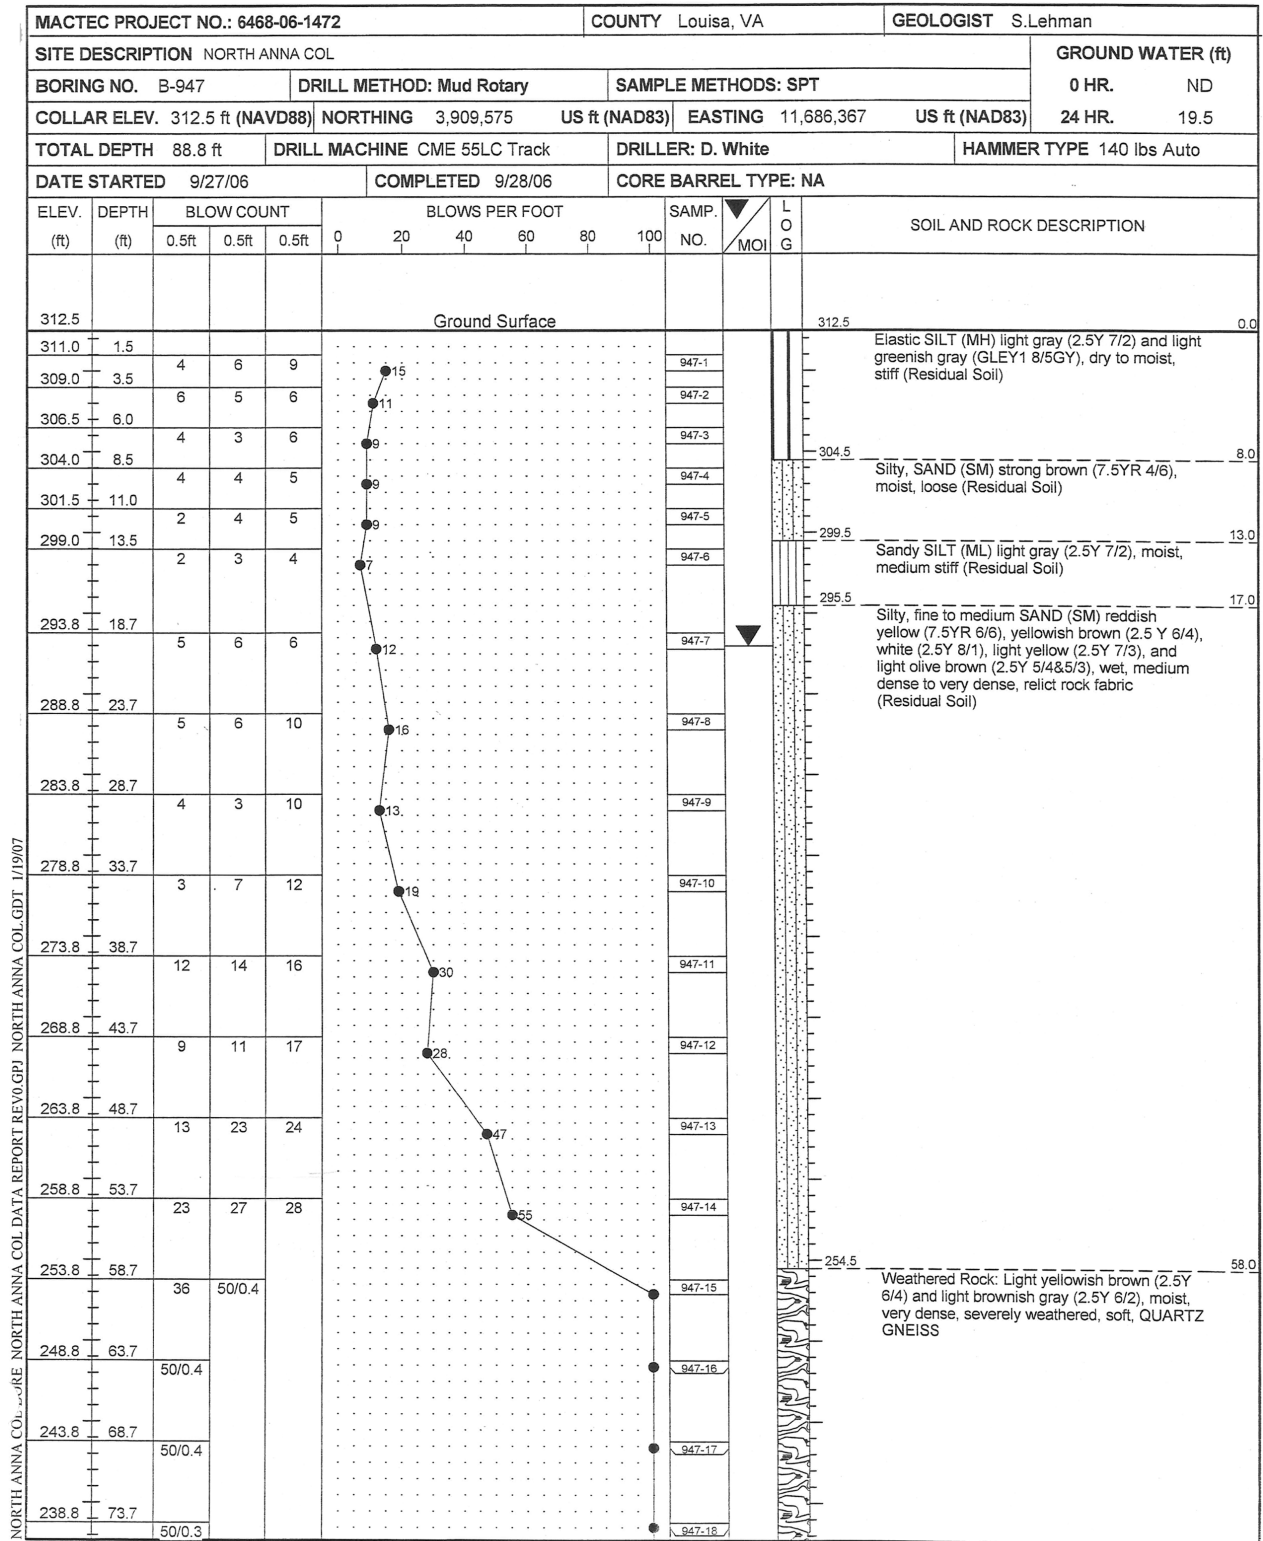 MACTEC PROJECT NO.: 6468-06-1472 COUNTY Louisa, VA GEOLOGIST S.Lehman
SITE DESCRIPTION NORTH ANNA COL GROUND WATER (ft)
BORING NO. B-947 DRILL METHOD: Mud Rotary SAMPLE METHODS: SPT 0 HR. ND
COLLAR ELEV. 312.5 ft (NAVD88) NORTHING 3,909,575 US ft (NAD83) EASTING 11,686,367 US ft (NAD83) 24 HR. 19.5
TOTAL DEPTH 88.8 ft DRILL MACHINE CME 55LC Track DRILLER: D. White HAMMER TYPE 140 lbs Auto
DATE STARTED 9/27/06 COMPLETED 9/28/06 CORE BARREL TYPE: NA
ELEV. DEPTH BLOW COUNT BLOWS PER FOOT SAMP. L O G SOIL AND ROCK DESCRIPTION
(ft) (ft) 0.5ft 0.5ft 0.5ft 0 20 40 60 80 100 NO. MOI
312.5 Ground Surface 312.5 0.0
311.0 1.5
4 6 9 15 947-1
309.0 3.5
6 5 6 11 947-2
306.5 6.0
4 3 6 9 947-3
304.0 8.5
4 4 5 9 947-4
301.5 11.0
2 4 5 9 947-5
299.0 13.5
2 3 4 7 947-6
293.8 18.7
5 6 6 12 947-7
288.8 23.7
5 6 10 16 947-8
283.8 28.7
4 3 10 13 947-9
278.8 33.7
3 7 12 19 947-10
273.8 38.7
12 14 16 30 947-11
268.8 43.7
9 11 17 28 947-12
263.8 48.7
13 23 24 47 947-13
258.8 53.7
23 27 28 55 947-14
253.8 58.7
36 50/0.4 947-15
248.8 63.7
50/0.4 947-16
243.8 68.7
50/0.4 947-17
238.8 73.7
50/0.3 947-18
Elastic SILT (MH) light gray (2.5Y 7/2) and light
greenish gray (GLEY1 8/5GY), dry to moist,
stiff (Residual Soil)
304.5 8.0
Silty, SAND (SM) strong brown (7.5YR 4/6),
moist, loose (Residual Soil)
299.5 13.0
Sandy SILT (ML) light gray (2.5Y 7/2), moist,
medium stiff (Residual Soil)
295.5 17.0
Silty, fine to medium SAND (SM) reddish
yellow (7.5YR 6/6), yellowish brown (2.5 Y 6/4),
white (2.5Y 8/1), light yellow (2.5Y 7/3), and
light olive brown (2.5Y 5/4&5/3), wet, medium
dense to very dense, relict rock fabric
(Residual Soil)
254.5 58.0
Weathered Rock: Light yellowish brown (2.5Y
6/4) and light brownish gray (2.5Y 6/2), moist,
very dense, severely weathered, soft, QUARTZ
GNEISS
NORTH ANNA NORTH ANNA COL DATA REPORT REV0.GPJ NORTH ANNA COL.GDT 1/19/07